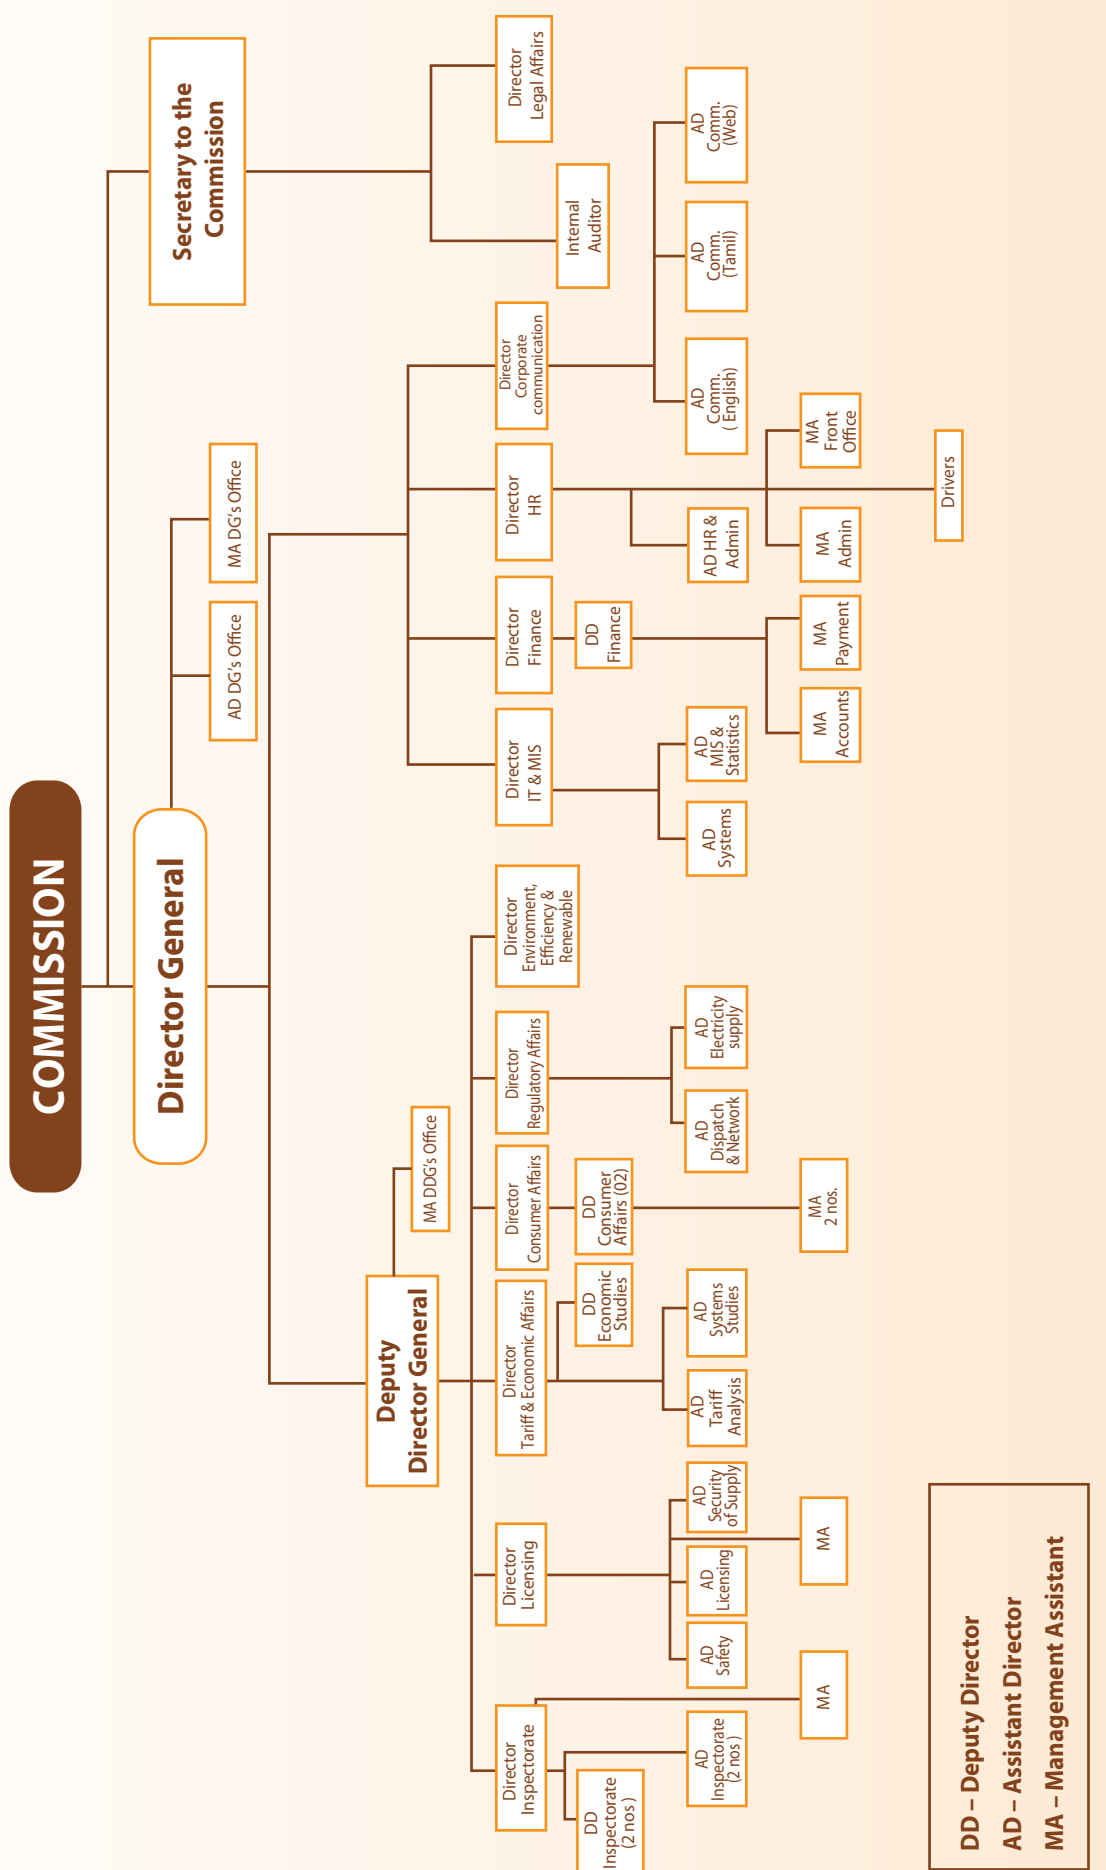 COMMISSION
Director General
Secretary to the
Commission
AD DG's Office
MA DG's Office
Deputy
Director General
MA DDG's Office
Director
Inspectorate
Director
Licensing
Director
Tariff & Economic Affairs
Director
Consumer Affairs
Director
Regulatory Affairs
Director
Environment,
Efficiency &
Renewable
Director
IT & MIS
Director
Finance
Director
HR
Director
Corporate
communication
Internal
Auditor
Director
Legal Affairs
DD
Inspectorate
(2 nos )
DD
Economic
Studies
DD
Consumer
Affairs (02)
DD
Finance
AD
Inspectorate
(2 nos )
AD
Safety
AD
Licensing
AD
Security
of Supply
AD
Tariff
Analysis
AD
Systems
Studies
AD
Dispatch
& Network
AD
Electricity
supply
AD
Systems
AD
MIS &
Statistics
AD HR &
Admin
AD
Comm.
( English)
AD
Comm.
(Tamil)
AD
Comm.
(Web)
MA
MA
MA
2 nos.
MA
Accounts
MA
Payment
MA
Admin
MA
Front
Office
Drivers
DD – Deputy Director
AD – Assistant Director
MA – Management Assistant